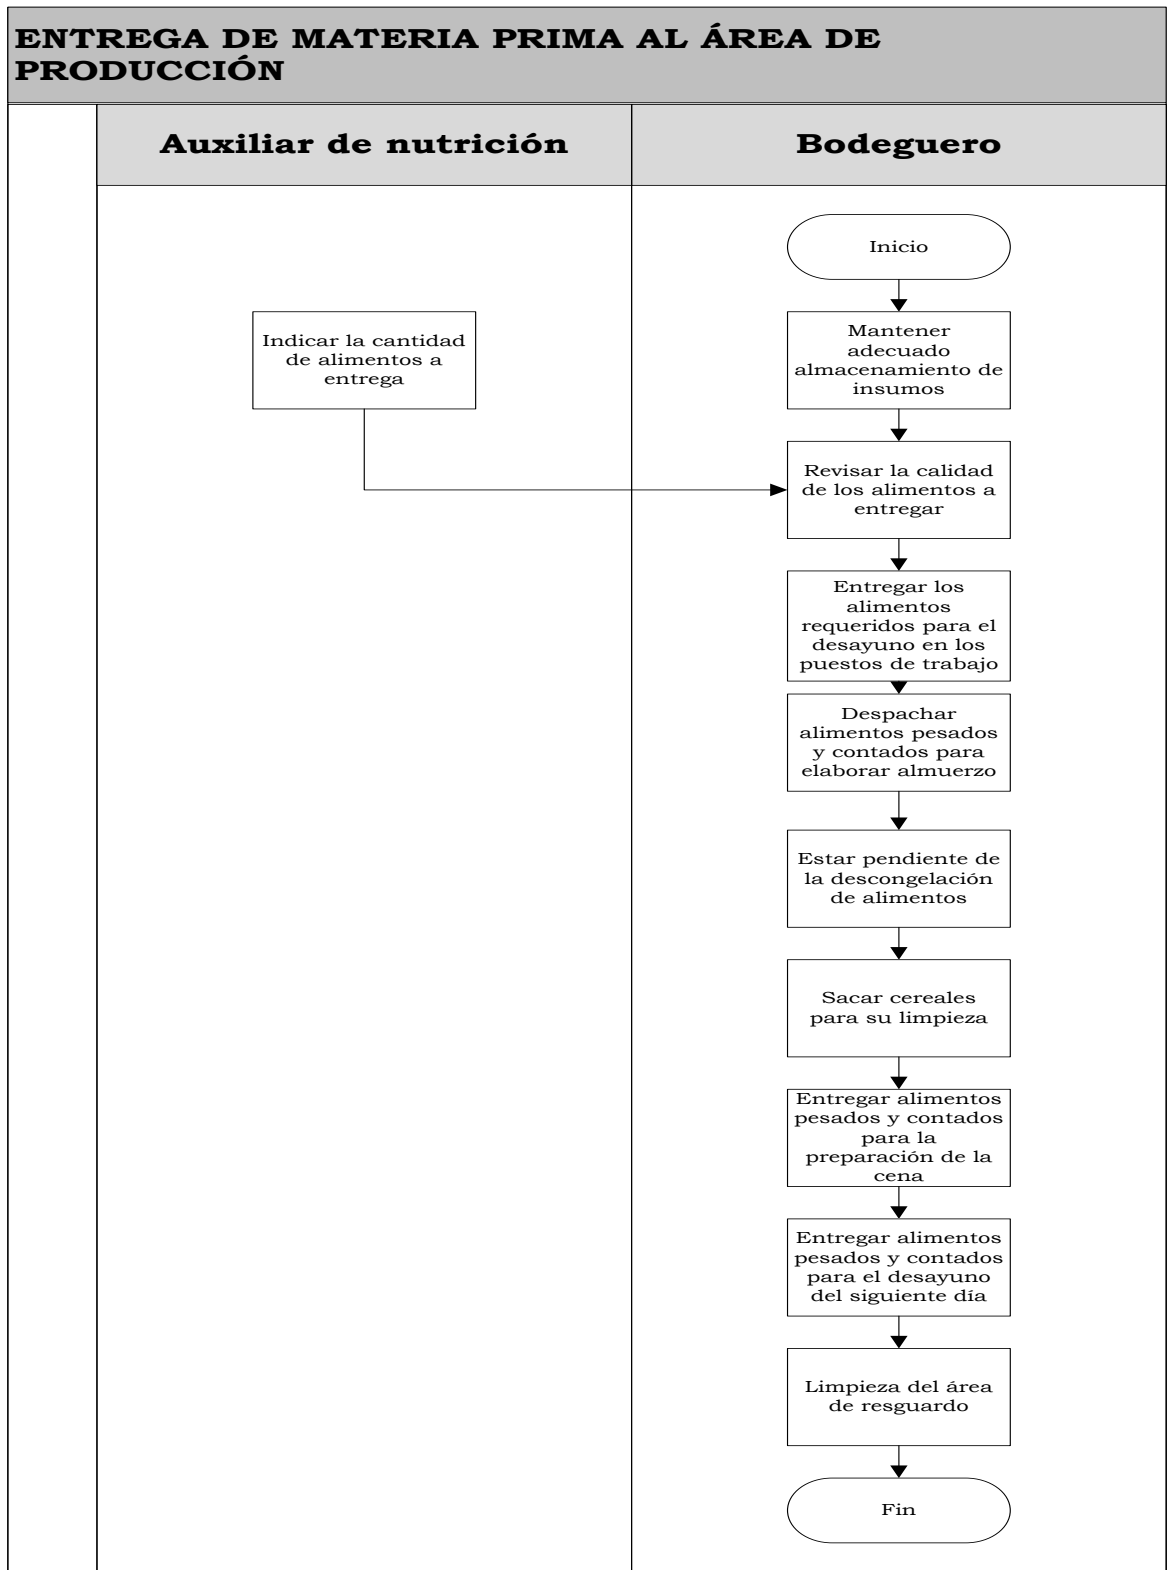 ENTREGA DE MATERIA PRIMA AL ÁREA DE
PRODUCCIÓN
Auxiliar de nutrición
Bodeguero
Inicio
Indicar la cantidad
de alimentos a
entrega
Mantener
adecuado
almacenamiento de
insumos
Revisar la calidad
de los alimentos a
entregar
Entregar los
alimentos
requeridos para el
desayuno en los
puestos de trabajo
Despachar
alimentos pesados
y contados para
elaborar almuerzo
Estar pendiente de
la descongelación
de alimentos
Sacar cereales
para su limpieza
Entregar alimentos
pesados y contados
para la
preparación de la
cena
Entregar alimentos
pesados y contados
para el desayuno
del siguiente día
Limpieza del área
de resguardo
Fin